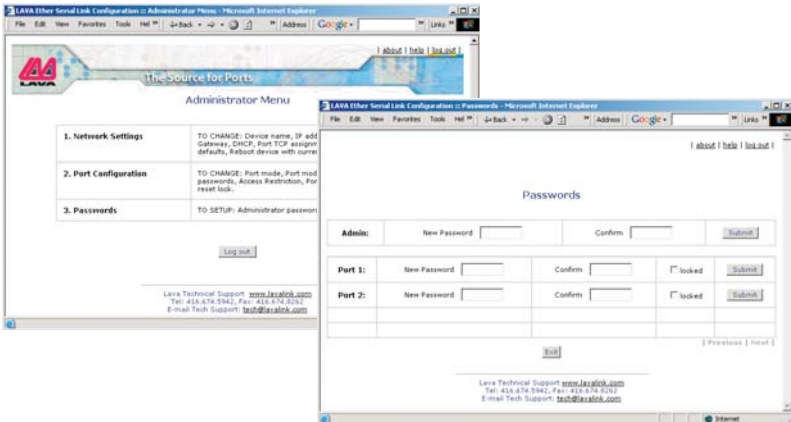 LAVA Ether Serial Link Configuration :: Administrator Menu - Microsoft Internet Explorer
File Edit View Favorites Tools Hel » Back » Address Google » Links »
| about | help | log out |
LAVA
The Source for Ports
Administrator Menu
1. Network Settings
TO CHANGE: Device name, IP add
Gateway, DHCP, Port TCP assignm
defaults, Reboot device with curre
2. Port Configuration
TO CHANGE: Port mode, Port mod
passwords, Access Restriction, Por
reset lock.
3. Passwords
TO SETUP: Administrator password
Log out
Lava Technical Support www.lavalink.com
Tel: 416.674.5942, Fax: 416.674.8262
E-mail Tech Support: tech@lavalink.com
LAVA Ether Serial Link Configuration :: Passwords - Microsoft Internet Explorer
File Edit View Favorites Tools Hel » Back » Address Google » Links »
| about | help | log out |
Passwords
Admin: New Password Confirm Submit
Port 1: New Password Confirm locked Submit
Port 2: New Password Confirm locked Submit
| Previous | Next |
Exit
Lava Technical Support www.lavalink.com
Tel: 416.674.5942, Fax: 416.674.8262
E-mail Tech Support: tech@lavalink.com
Internet